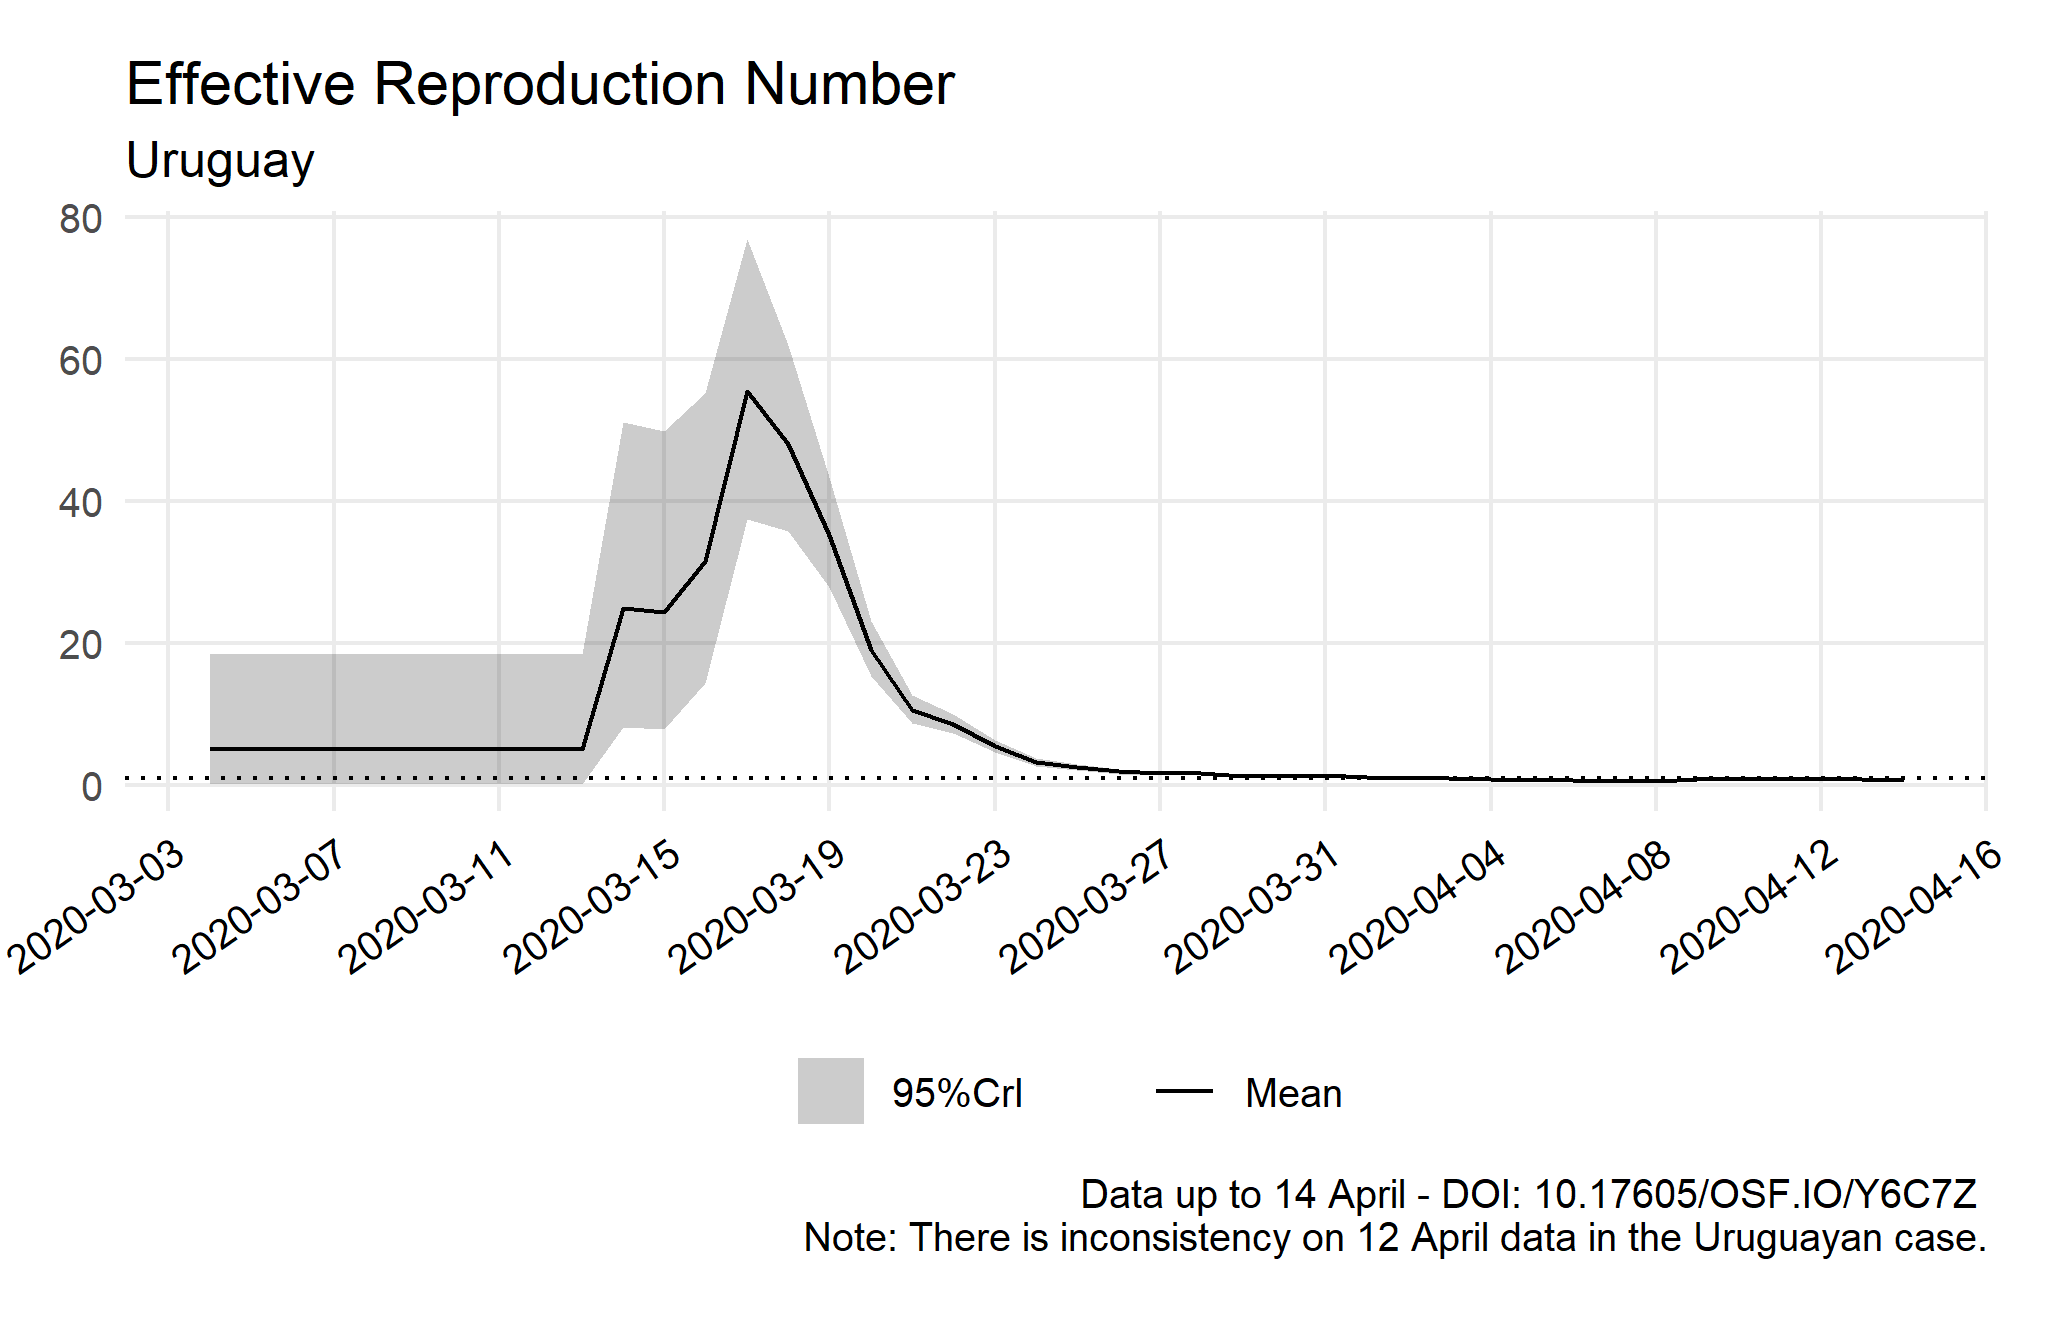 Effective Reproduction Number
Uruguay
80
60
40
20
0
2020-03-03
2020-03-07
2020-03-11
2020-03-15
2020-03-19
2020-03-23
2020-03-27
2020-03-31
2020-04-04
2020-04-08
2020-04-12
2020-04-16
95%CrI
Mean
Data up to 14 April - DOI: 10.17605/OSF.IO/Y6C7Z
Note: There is inconsistency on 12 April data in the Uruguayan case.